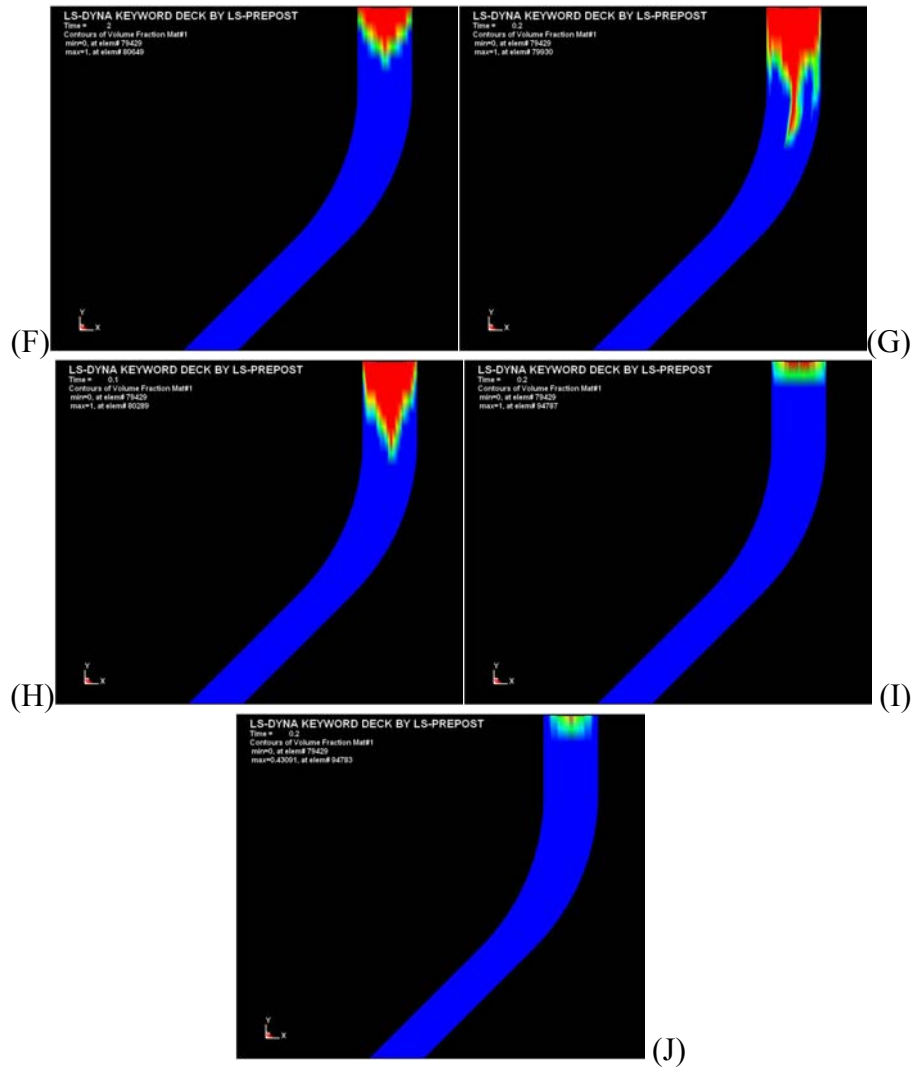 LS-DYNA KEYWORD DECK BY LS-PREPOST
Time = 2
Contours of Volume Fraction Mat#1
min=0, at elem# 79429
max=1, at elem# 80649
Y
X
(F)
LS-DYNA KEYWORD DECK BY LS-PREPOST
Time = 0.2
Contours of Volume Fraction Mat#1
min=0, at elem# 79429
max=1, at elem# 79930
Y
X
(G)
LS-DYNA KEYWORD DECK BY LS-PREPOST
Time = 0.1
Contours of Volume Fraction Mat#1
min=0, at elem# 79429
max=1, at elem# 80289
Y
X
(H)
LS-DYNA KEYWORD DECK BY LS-PREPOST
Time = 0.2
Contours of Volume Fraction Mat#1
min=0, at elem# 79429
max=1, at elem# 94787
Y
X
(I)
LS-DYNA KEYWORD DECK BY LS-PREPOST
Time = 0.2
Contours of Volume Fraction Mat#1
min=0, at elem# 79429
max=0.43091, at elem# 94783
Y
X
(J)